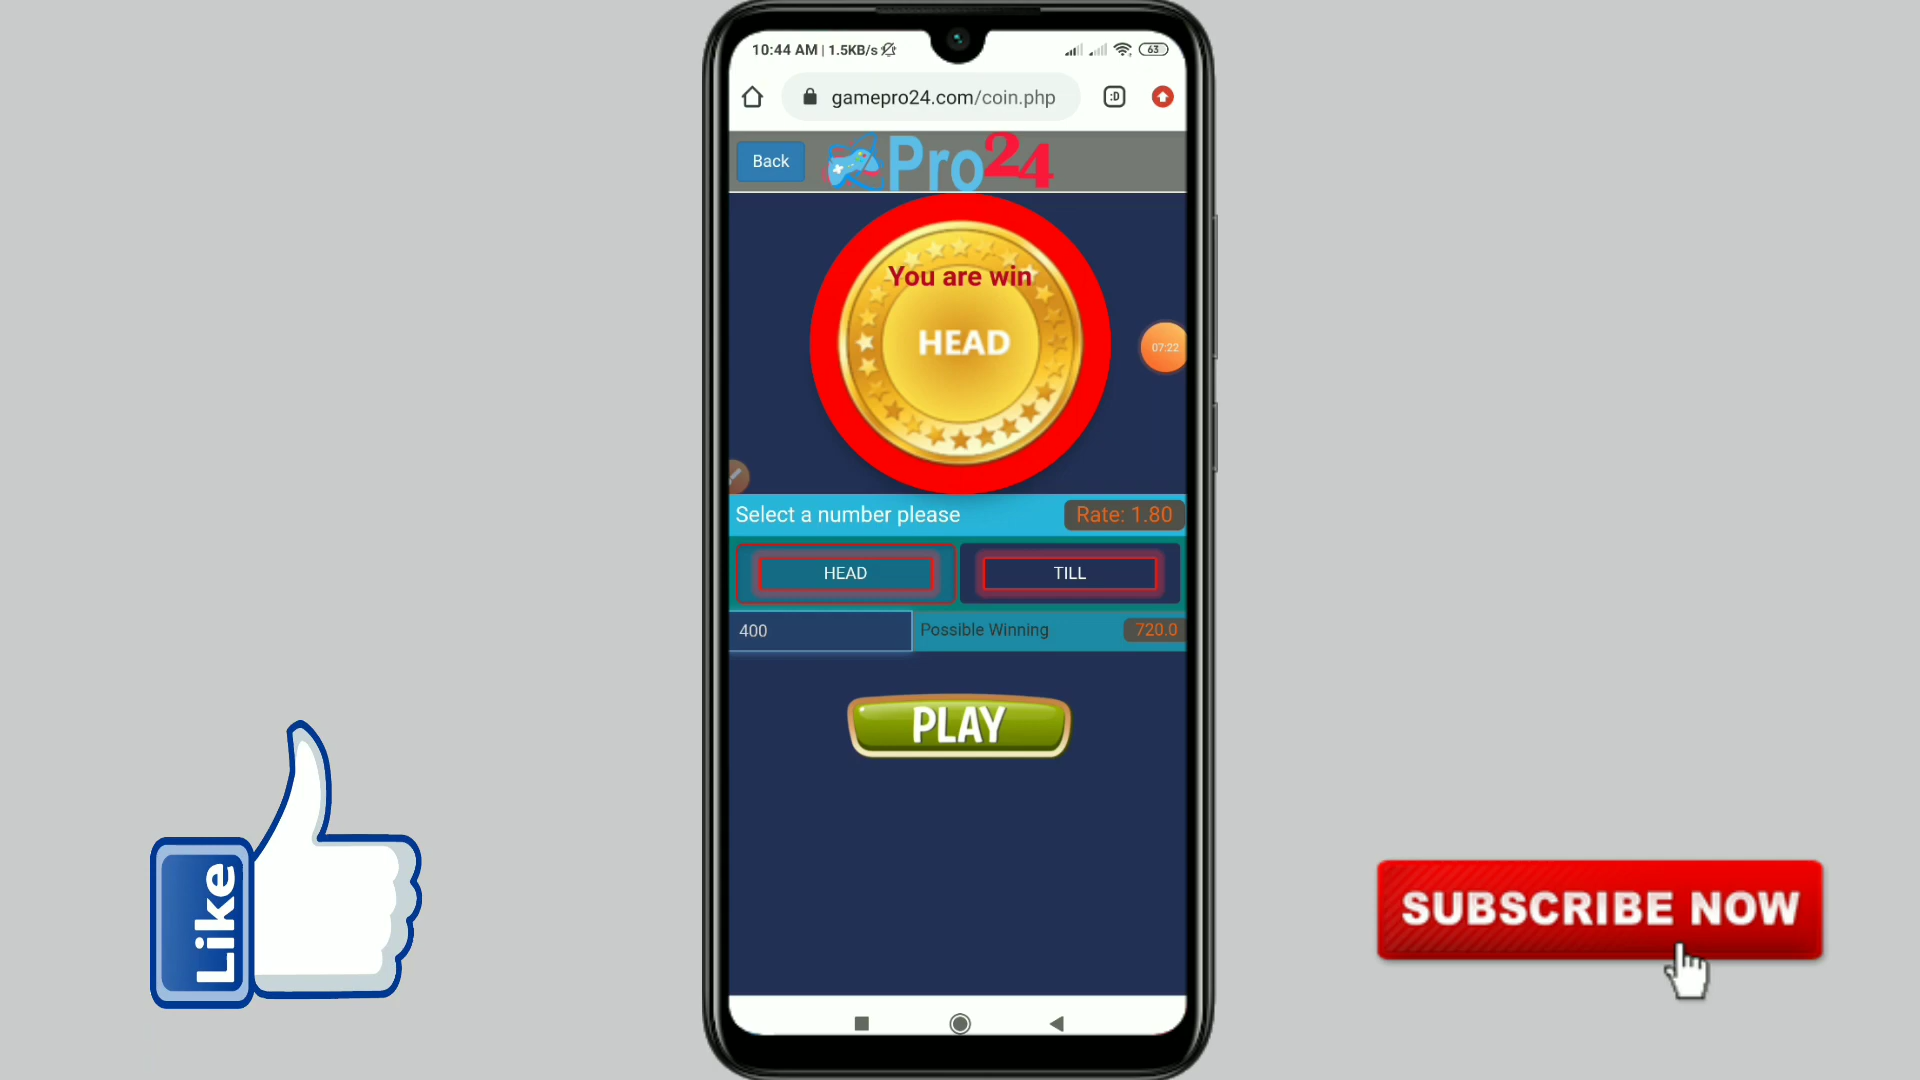 10:44 AM | 1.5KB/s
63
gamepro24.com/coin.php
:D
Back
Pro24
You are win
HEAD
07:22
Select a number please
Rate: 1.80
HEAD
TILL
400
Possible Winning
720.0
PLAY
Like
SUBSCRIBE NOW